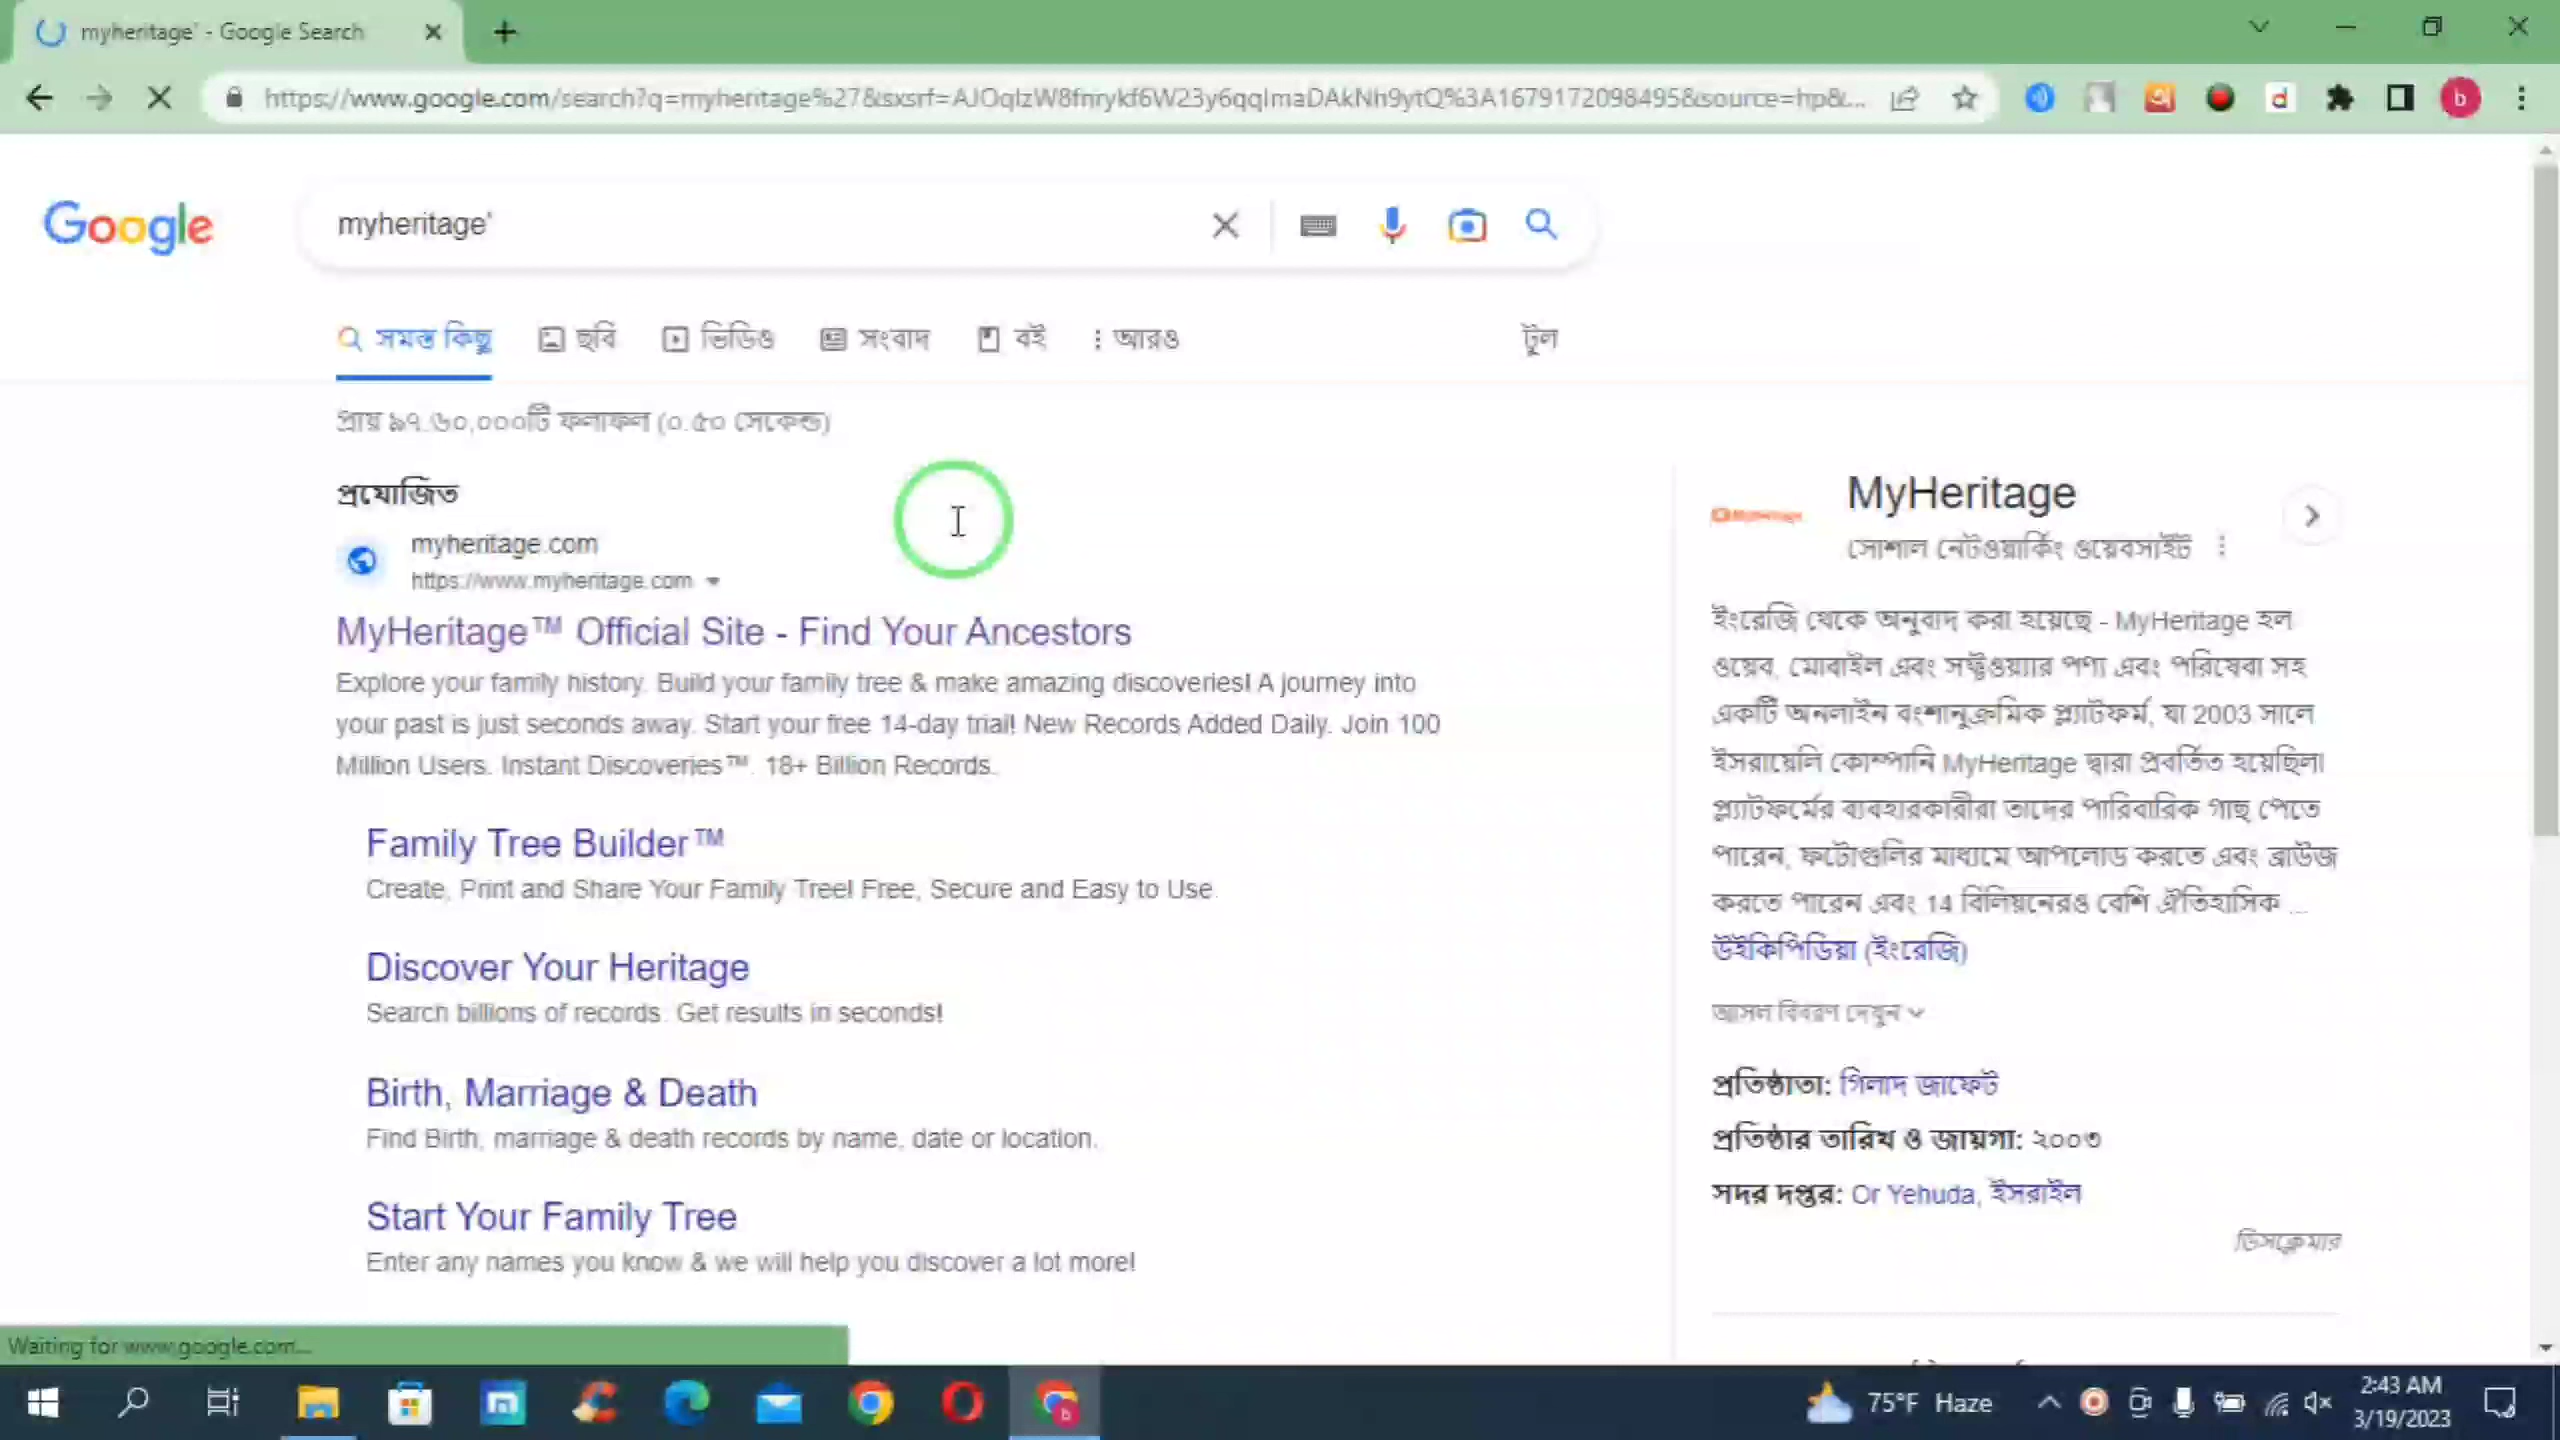 myheritage' - Google Search
https://www.google.com/search?q=myheritage%27&sxsrf=AJOqlzW8fnrykf6W23y6qqImaDAkNh9ytQ%3A1679172098495&source=hp&...
Google
myheritage'
সমস্ত কিছু ছবি ভিডিও সংবাদ বই আরও টুল
প্রায় ৯৭,৬০,০০০টি ফলাফল (০.৫০ সেকেন্ড)
প্রযোজিত
myheritage.com
https://www.myheritage.com
MyHeritage™ Official Site - Find Your Ancestors
Explore your family history. Build your family tree & make amazing discoveries! A journey into
your past is just seconds away. Start your free 14-day trial! New Records Added Daily. Join 100
Million Users. Instant Discoveries™. 18+ Billion Records.
Family Tree Builder™
Create, Print and Share Your Family Tree! Free, Secure and Easy to Use.
Discover Your Heritage
Search billions of records. Get results in seconds!
Birth, Marriage & Death
Find Birth, marriage & death records by name, date or location.
Start Your Family Tree
Enter any names you know & we will help you discover a lot more!
MyHeritage
সোশাল নেটওয়ার্কিং ওয়েবসাইট
ইংরেজি থেকে অনুবাদ করা হয়েছে - MyHeritage হল
ওয়েব, মোবাইল এবং সফ্টওয়্যার পণ্য এবং পরিষেবা সহ
একটি অনলাইন বংশানুক্রমিক প্ল্যাটফর্ম, যা 2003 সালে
ইসরায়েলি কোম্পানি MyHeritage দ্বারা প্রবর্তিত হয়েছিল।
প্ল্যাটফর্মের ব্যবহারকারীরা তাদের পারিবারিক গাছ পেতে
পারেন, ফটোগুলির মাধ্যমে আপলোড করতে এবং ব্রাউজ
করতে পারেন এবং 14 বিলিয়নেরও বেশি ঐতিহাসিক ...
উইকিপিডিয়া (ইংরেজি)
আসল বিবরণ দেখুন
প্রতিষ্ঠাতা: গিলাদ জাফেট
প্রতিষ্ঠার তারিখ ও জায়গা: ২০০৩
সদর দপ্তর: Or Yehuda, ইসরাইল
ডিসক্লেমার
Waiting for www.google.com...
75°F Haze
2:43 AM
3/19/2023